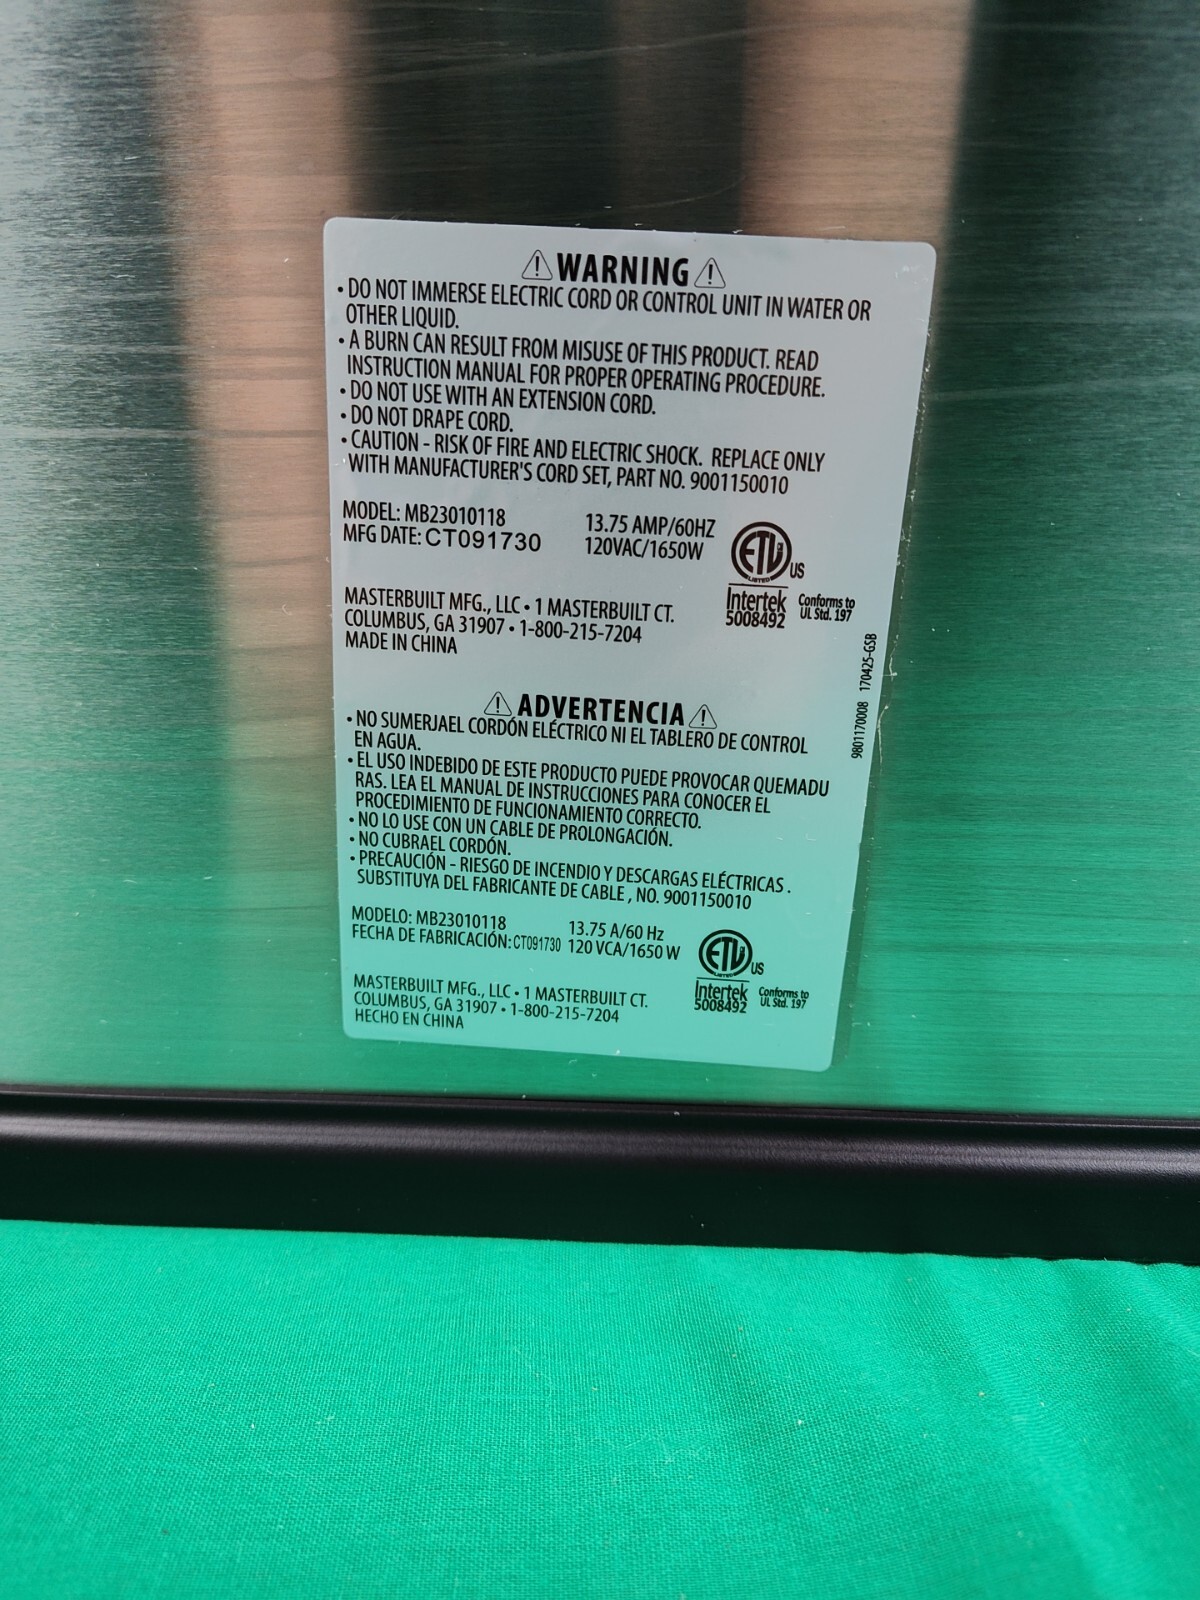 WARNING
• DO NOT IMMERSE ELECTRIC CORD OR CONTROL UNIT IN WATER OR
OTHER LIQUID.
• A BURN CAN RESULT FROM MISUSE OF THIS PRODUCT. READ
INSTRUCTION MANUAL FOR PROPER OPERATING PROCEDURE.
• DO NOT USE WITH AN EXTENSION CORD.
• DO NOT DRAPE CORD.
• CAUTION - RISK OF FIRE AND ELECTRIC SHOCK. REPLACE ONLY
WITH MANUFACTURER'S CORD SET, PART NO. 9001150010
MODEL: MB23010118 13.75 AMP/60HZ
MFG DATE: CT091730 120VAC/1650W
ETL US
LISTED
Intertek
5008492
Conforms to
UL Std. 197
MASTERBUILT MFG., LLC • 1 MASTERBUILT CT.
COLUMBUS, GA 31907 • 1-800-215-7204
MADE IN CHINA
9801170008 170425-GSB
ADVERTENCIA
• NO SUMERJAEL CORDÓN ELÉCTRICO NI EL TABLERO DE CONTROL
EN AGUA.
• EL USO INDEBIDO DE ESTE PRODUCTO PUEDE PROVOCAR QUEMADU
RAS. LEA EL MANUAL DE INSTRUCCIONES PARA CONOCER EL
PROCEDIMIENTO DE FUNCIONAMIENTO CORRECTO.
• NO LO USE CON UN CABLE DE PROLONGACIÓN.
• NO CUBRAEL CORDÓN.
• PRECAUCIÓN - RIESGO DE INCENDIO Y DESCARGAS ELÉCTRICAS .
SUBSTITUYA DEL FABRICANTE DE CABLE , NO. 9001150010
MODELO: MB23010118 13.75 A/60 Hz
FECHA DE FABRICACIÓN: CT091730 120 VCA/1650 W
ETL US
LISTED
Intertek
5008492
Conforms to
UL Std. 197
MASTERBUILT MFG., LLC • 1 MASTERBUILT CT.
COLUMBUS, GA 31907 • 1-800-215-7204
HECHO EN CHINA